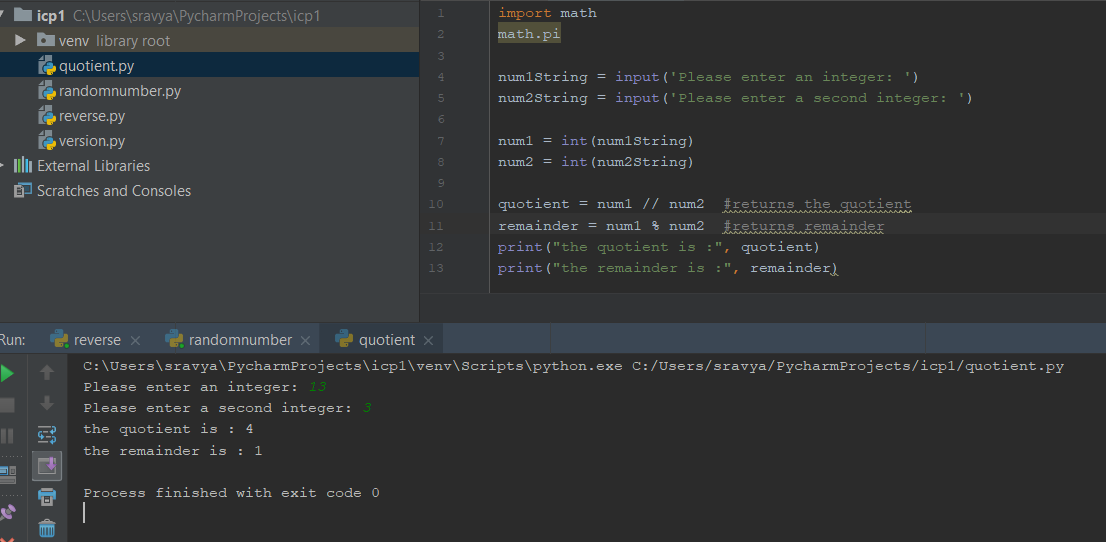 icp1 C:\Users\sravya\PycharmProjects\icp1
venv library root
quotient.py
randomnumber.py
reverse.py
version.py
External Libraries
Scratches and Consoles
1 import math
2 math.pi
3
4 num1String = input('Please enter an integer: ')
5 num2String = input('Please enter a second integer: ')
6
7 num1 = int(num1String)
8 num2 = int(num2String)
9
10 quotient = num1 // num2  #returns the quotient
11 remainder = num1 % num2  #returns remainder
12 print("the quotient is :", quotient)
13 print("the remainder is :", remainder)
Run: reverse randomnumber quotient
C:\Users\sravya\PycharmProjects\icp1\venv\Scripts\python.exe C:/Users/sravya/PycharmProjects/icp1/quotient.py
Please enter an integer: 13
Please enter a second integer: 3
the quotient is : 4
the remainder is : 1
Process finished with exit code 0